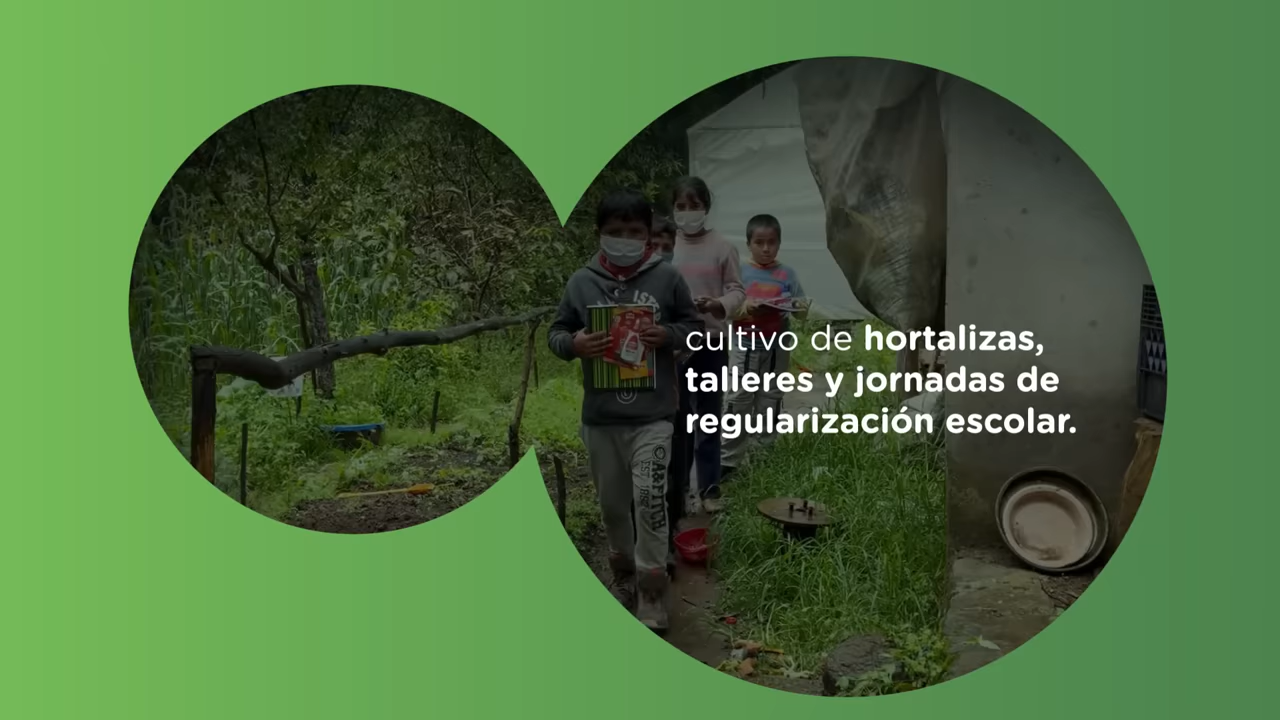 cultivo de hortalizas,
talleres y jornadas de
regularización escolar.